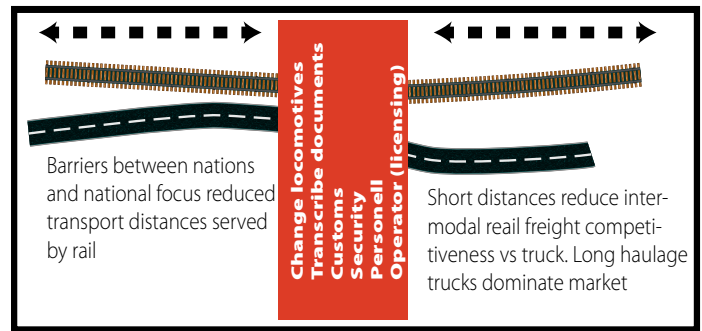 Barriers between nations
and national focus reduced
transport distances served
by rail
Change locomotives
Transcribe documents
Customs
Security
Personell
Operator (licensing)
Short distances reduce inter-
modal reail freight competi-
tiveness vs truck. Long haulage
trucks dominate market